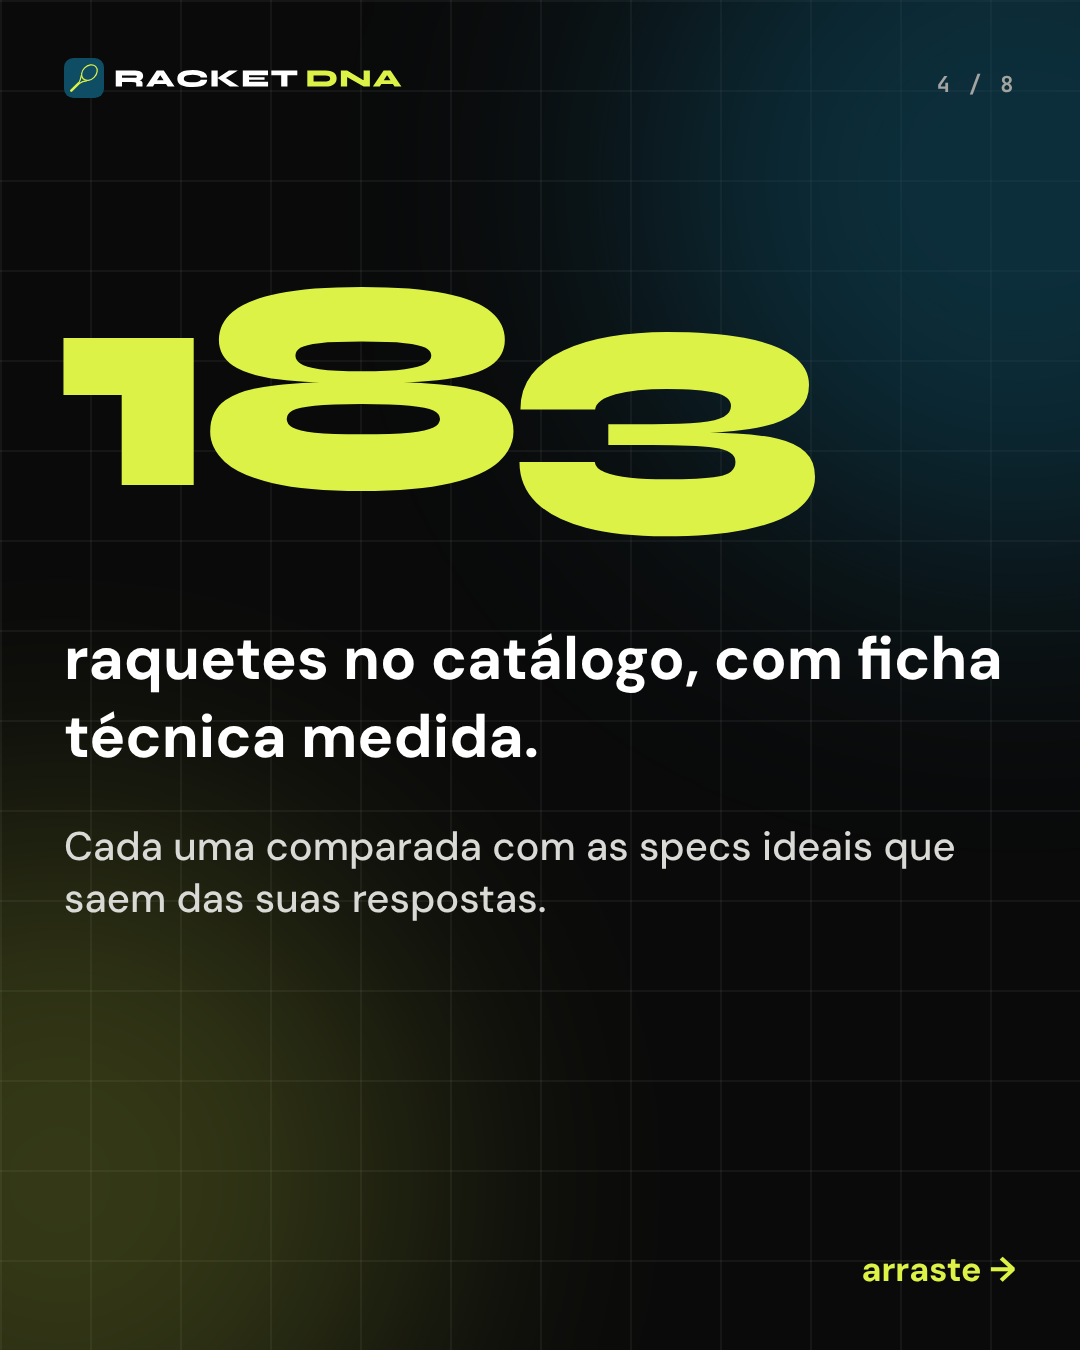 RACKET DNA
4 / 8
183
raquetes no catálogo, com ficha
técnica medida.
Cada uma comparada com as specs ideais que
saem das suas respostas.
arraste →